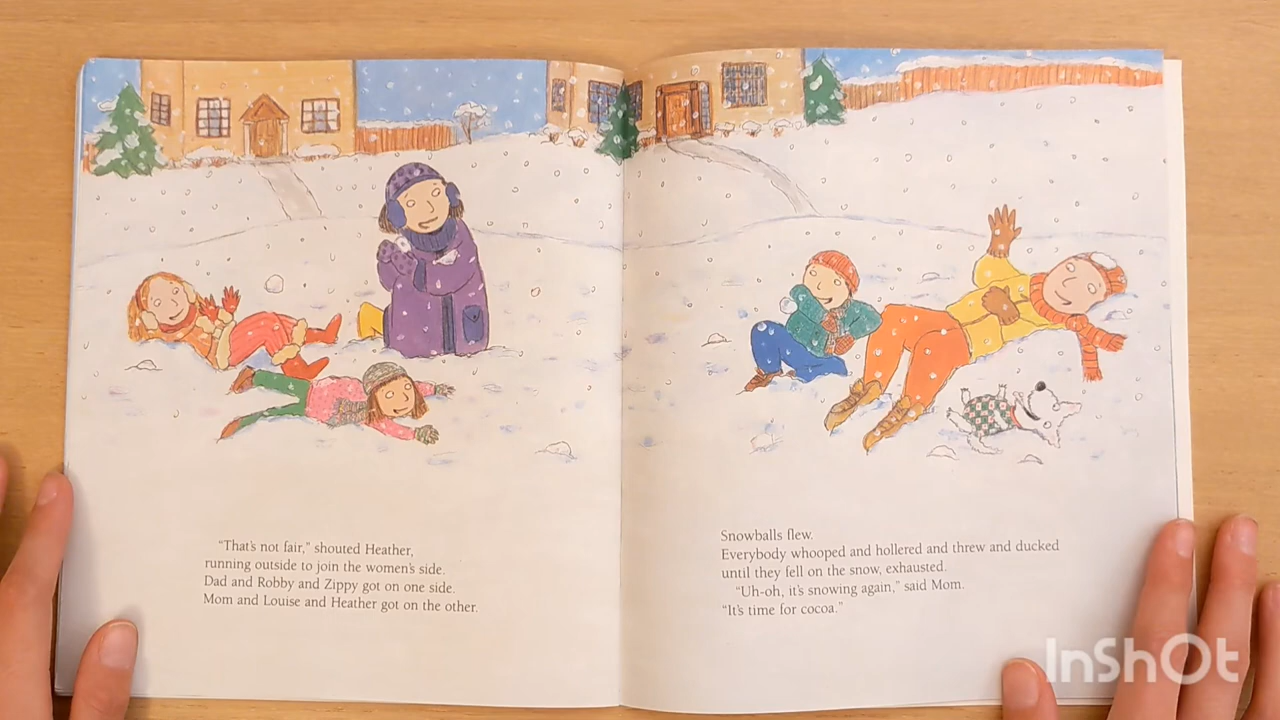 "That's not fair," shouted Heather,
running outside to join the women's side.
Dad and Robby and Zippy got on one side.
Mom and Louise and Heather got on the other.
Snowballs flew.
Everybody whooped and hollered and threw and ducked
until they fell on the snow, exhausted.
"Uh-oh, it's snowing again," said Mom.
"It's time for cocoa."
InShOt